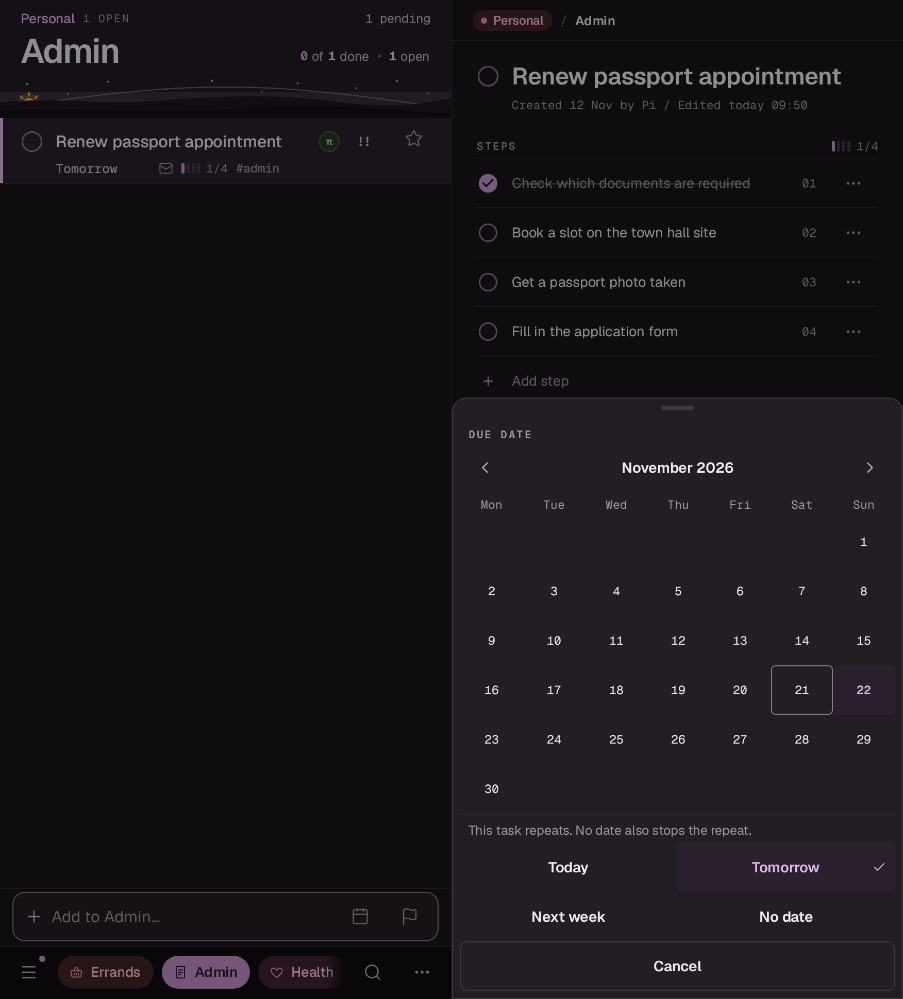 Personal 1 OPEN
1 pending
Admin
0 of 1 done • 1 open
Renew passport appointment
π
!!
Tomorrow
1/4 #admin
+ Add to Admin…
Errands
Admin
Health
Personal / Admin
Renew passport appointment
Created 12 Nov by Pi / Edited today 09:50
STEPS
1/4
Check which documents are required 01
Book a slot on the town hall site 02
Get a passport photo taken 03
Fill in the application form 04
+ Add step
DUE DATE
November 2026
Mon Tue Wed Thu Fri Sat Sun
1
2 3 4 5 6 7 8
9 10 11 12 13 14 15
16 17 18 19 20 21 22
23 24 25 26 27 28 29
30
This task repeats. No date also stops the repeat.
Today
Tomorrow
Next week
No date
Cancel